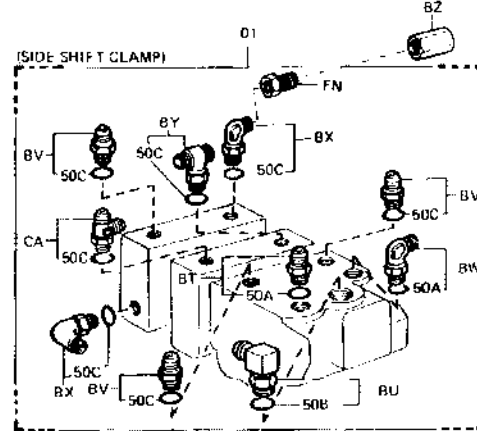 BZ
01
(SIDE SHIFT CLAMP)
FN
BY
BX
BV
50C
50C
50C
50C
BV
CA
50C
BT
BW
50A
50A
50C
BX
BV
50C
50B
BU